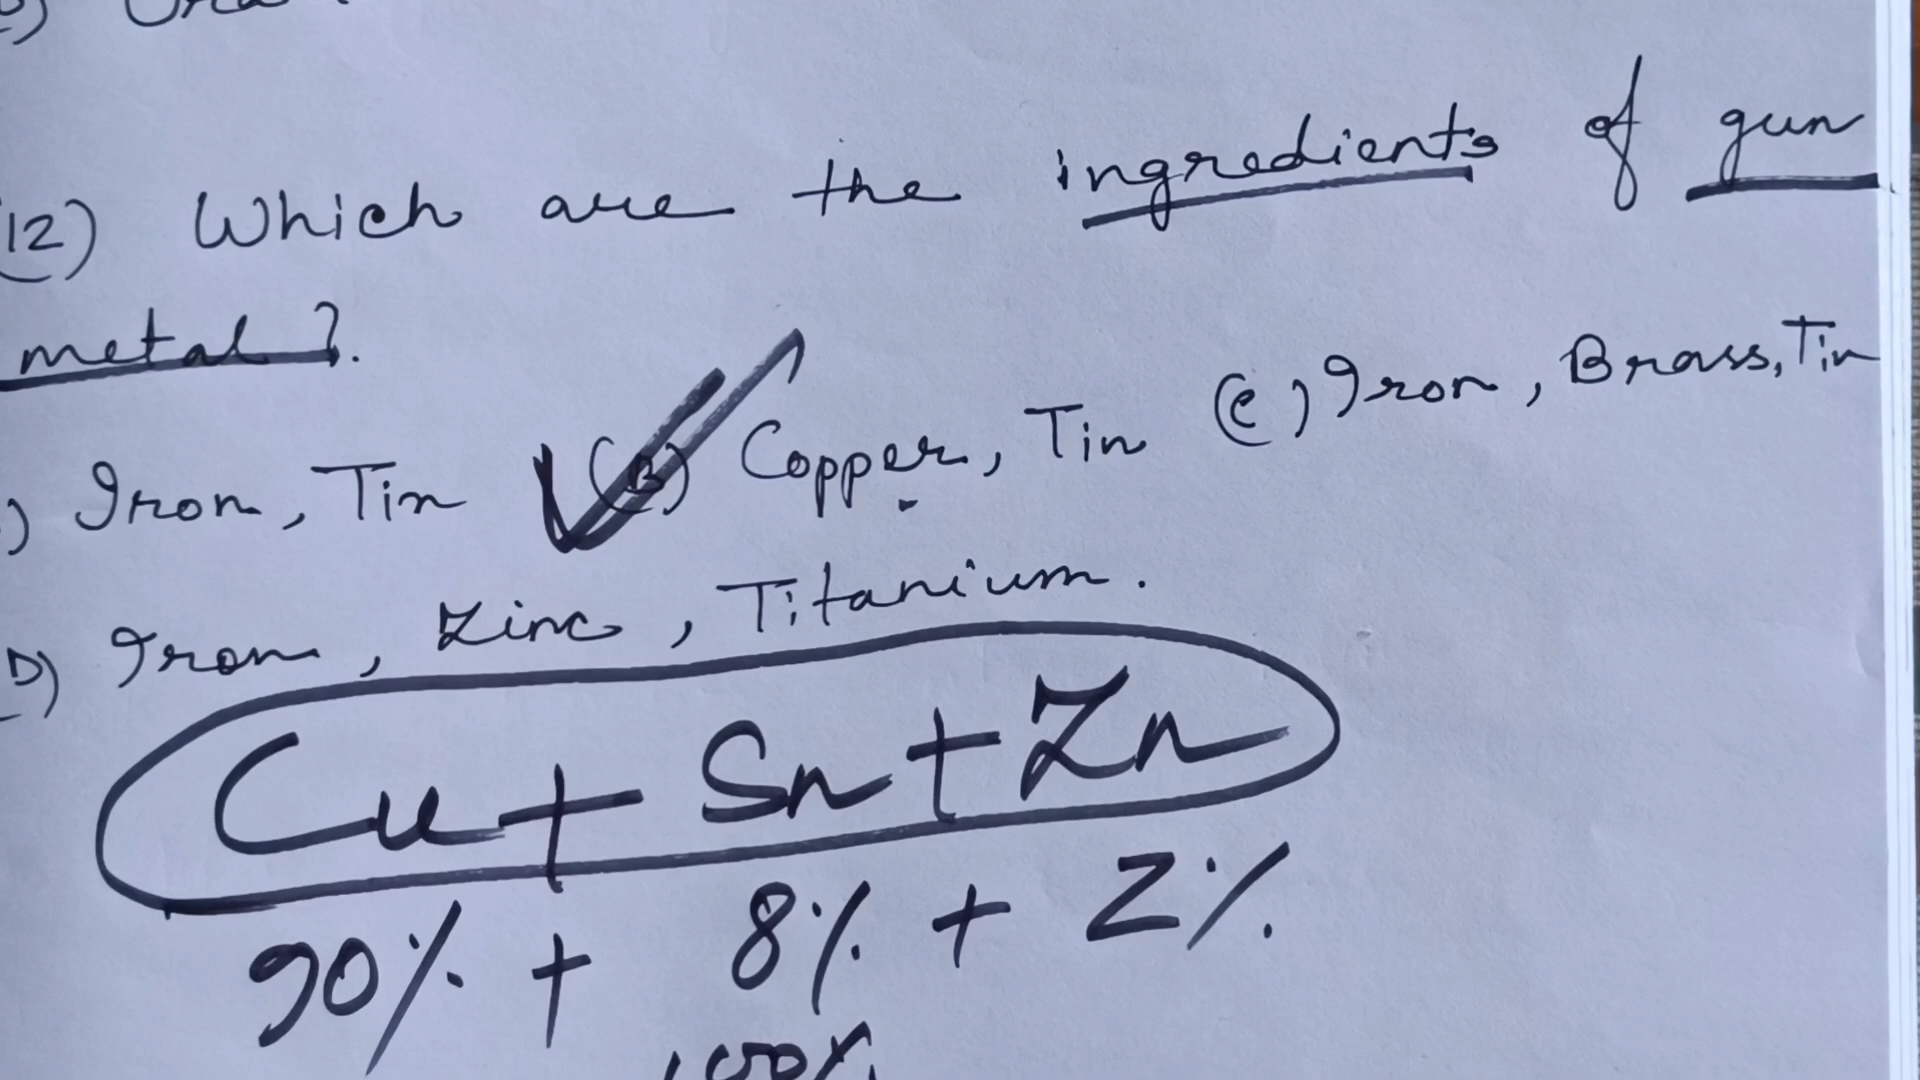 (12) Which are the ingredients of gun
metal?
) Iron, Tin (B) Copper, Tin (C) Iron, Brass, Tin
D) Iron, Zinc, Titanium.
Cu + Sn + Zn
90% + 8% + 2%
100%